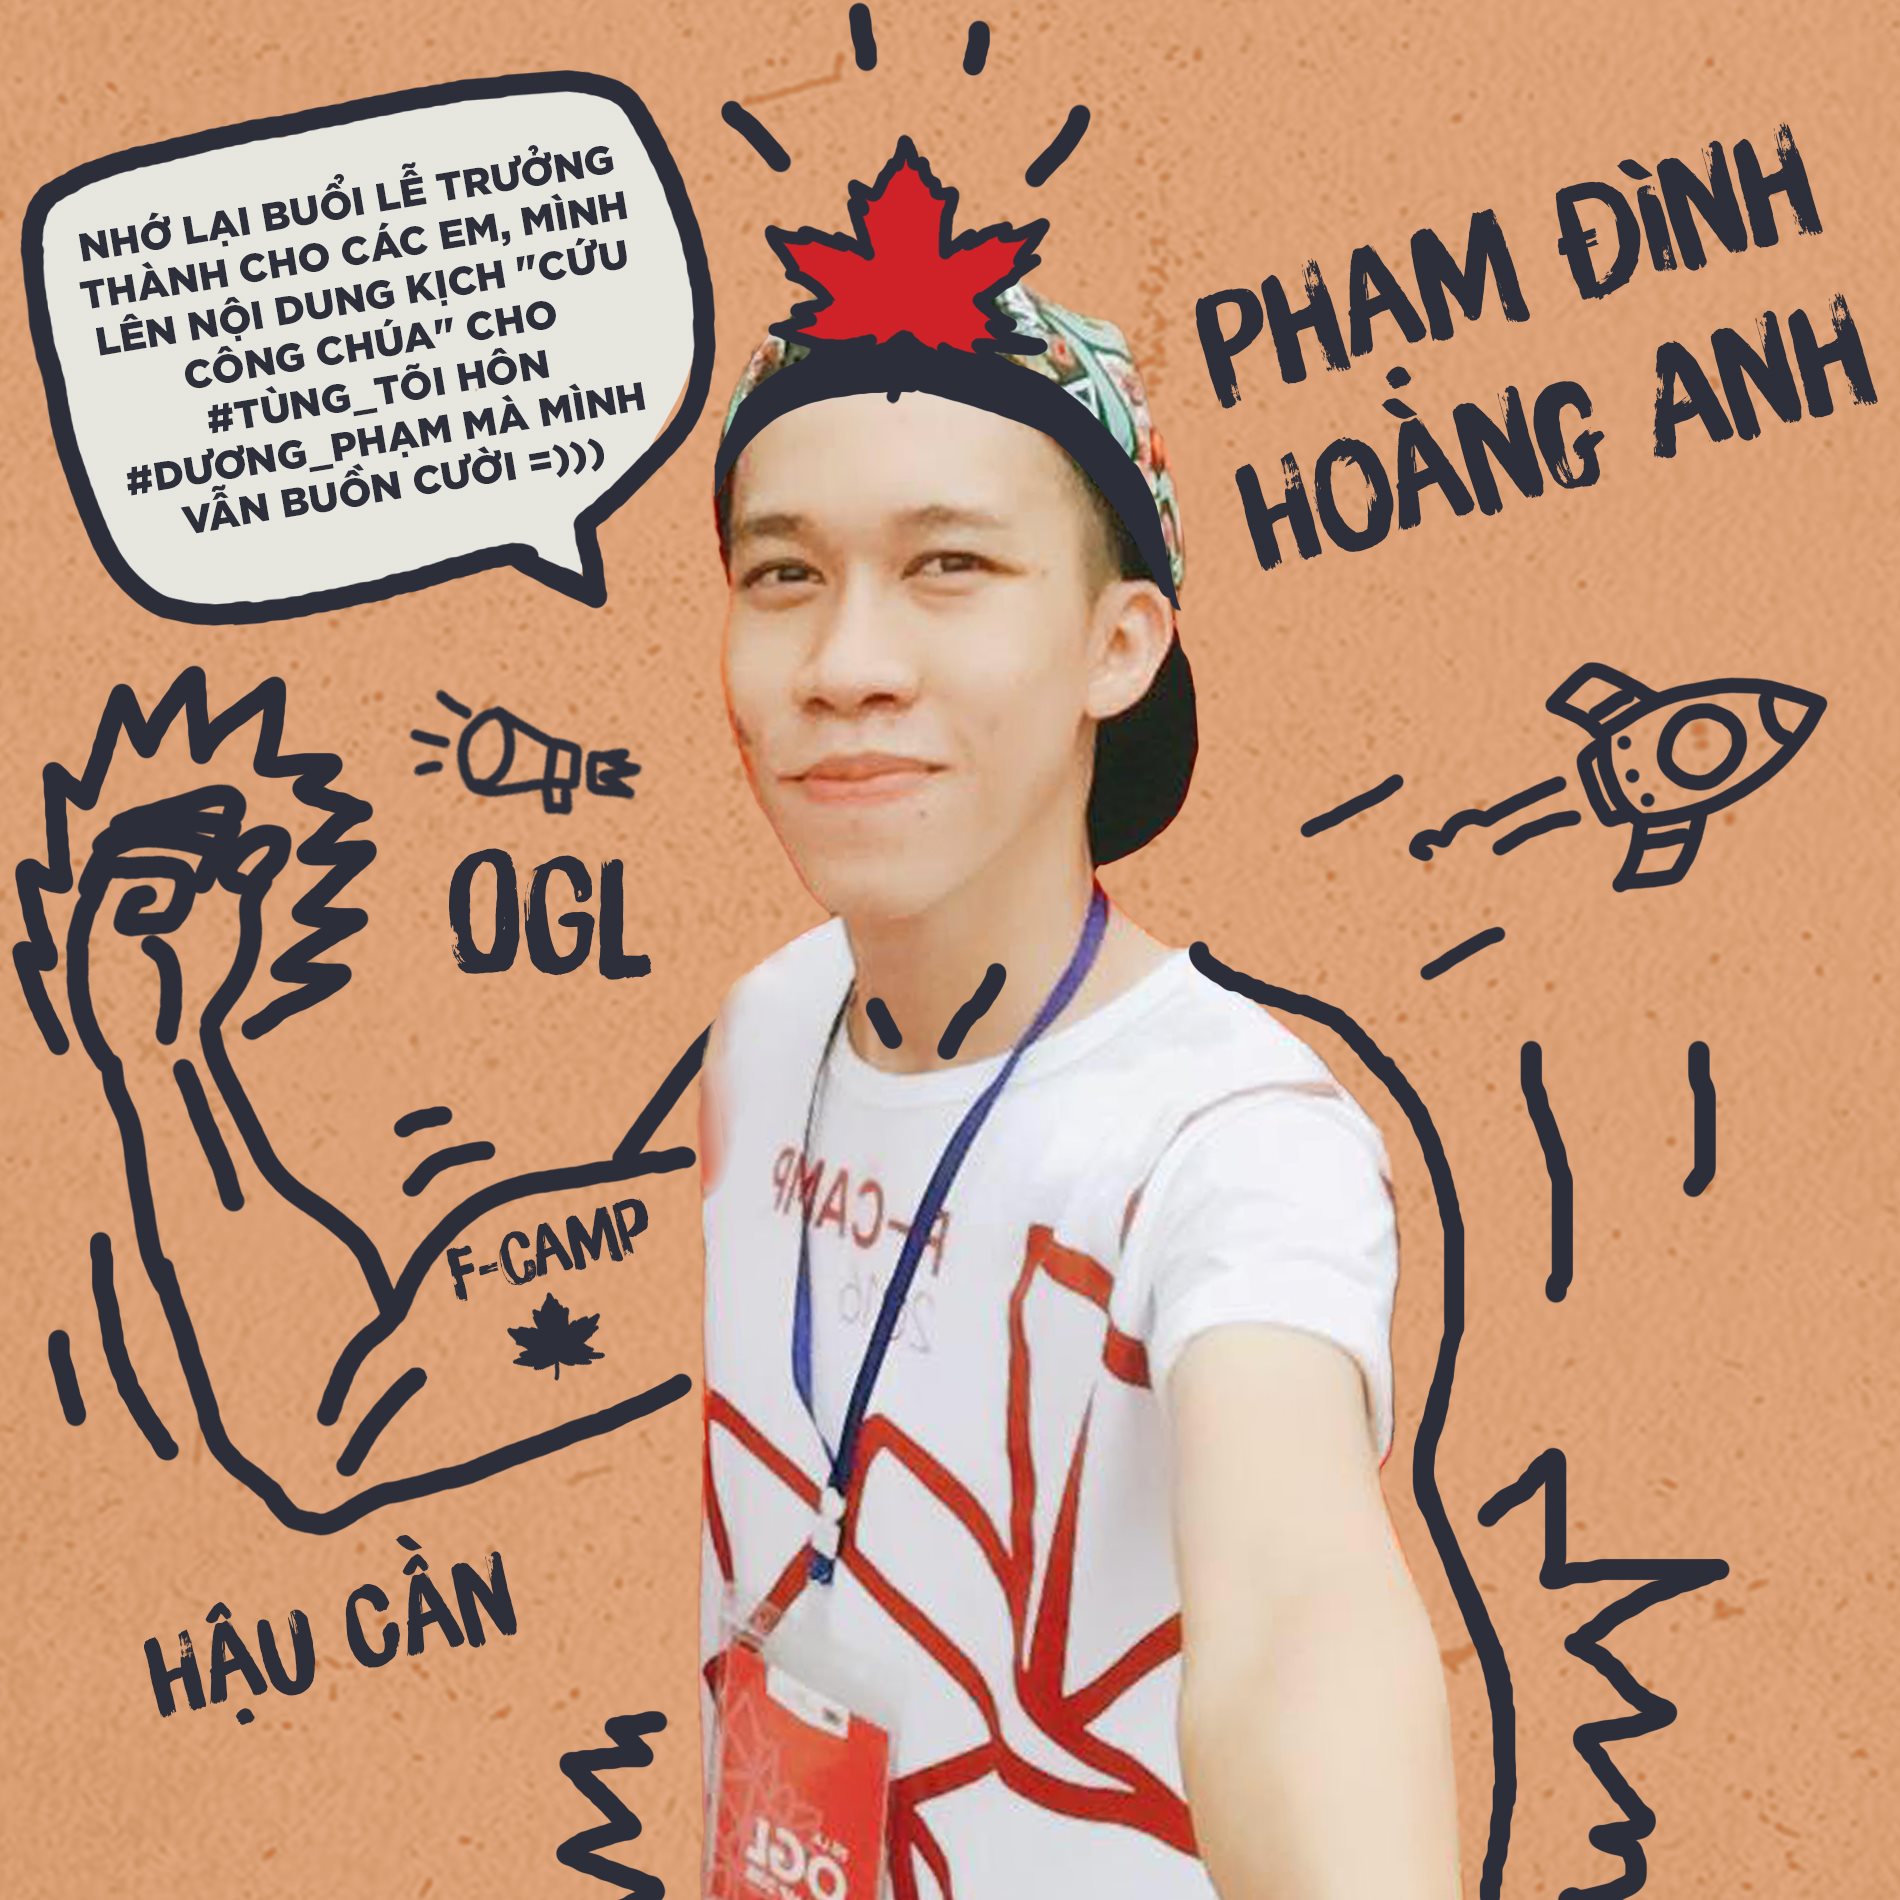 NHỚ LẠI BUỔI LỄ TRƯỞNG
THÀNH CHO CÁC EM, MÌNH
LÊN NỘI DUNG KỊCH "CỨU
CÔNG CHÚA" CHO
#TÙNG_TÕI HÔN
#DƯƠNG_PHẠM MÀ MÌNH
VẪN BUỒN CƯỜI =)))
PHẠM ĐÌNH
HOÀNG ANH
OGL
F-CAMP
F-CAMP
2016
HẬU CẦN
OGL